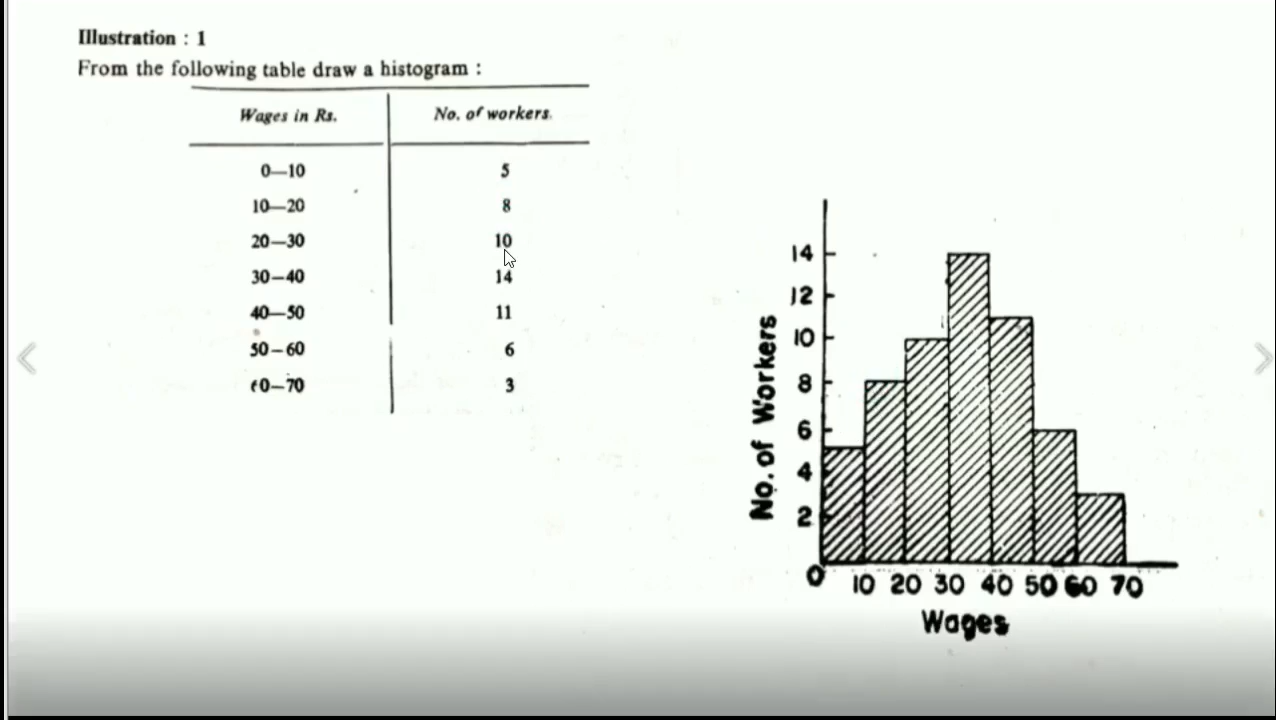 Illustration : 1
From the following table draw a histogram :
Wages in Rs. No. of workers.
0—10 5
10—20 8
20—30 10
30—40 14
40—50 11
50—60 6
60—70 3
14
12
10
8
6
4
2
0 10 20 30 40 50 60 70
No. of Workers
Wages